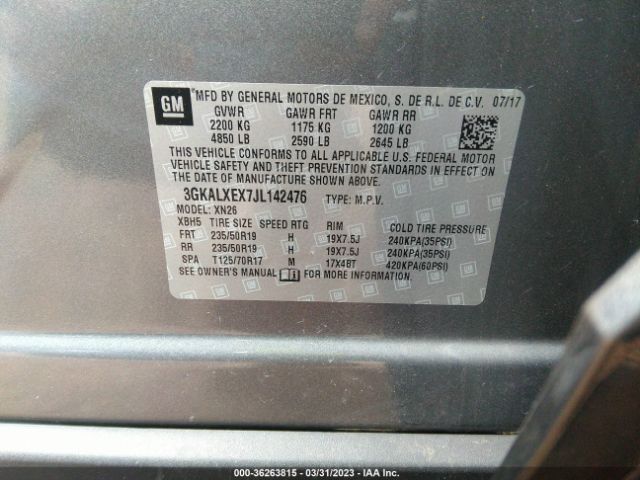 GM
*MFD BY GENERAL MOTORS DE MEXICO, S. DE R.L. DE C.V. 07/17
GVWR GAWR FRT GAWR RR
2200 KG 1175 KG 1200 KG
4850 LB 2590 LB 2645 LB
THIS VEHICLE CONFORMS TO ALL APPLICABLE U.S. FEDERAL MOTOR
VEHICLE SAFETY AND THEFT PREVENTION STANDARDS IN EFFECT ON
THE DATE OF MANUFACTURE SHOWN ABOVE.
3GKALXEX7JL142476 TYPE: M.P.V.
MODEL: XN26
XBH5 TIRE SIZE SPEED RTG RIM COLD TIRE PRESSURE
FRT 235/50R19 H 19X7.5J 240KPA(35PSI)
RR 235/50R19 H 19X7.5J 240KPA(35PSI)
SPA T125/70R17 M 17X4BT 420KPA(60PSI)
SEE OWNER'S MANUAL FOR MORE INFORMATION.
000-36263815 - 03/31/2023 - IAA Inc.